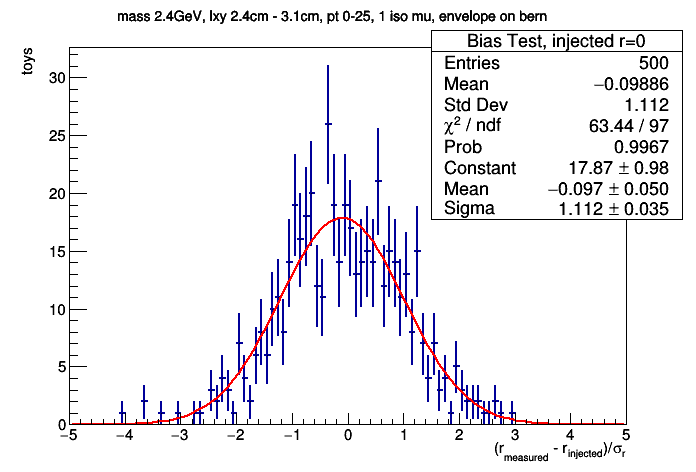 mass 2.4GeV, lxy 2.4cm - 3.1cm, pt 0-25, 1 iso mu, envelope on bern
Bias Test, injected r=0
Entries 500
Mean −0.09886
Std Dev 1.112
χ² / ndf 63.44 / 97
Prob 0.9967
Constant 17.87 ± 0.98
Mean −0.097 ± 0.050
Sigma 1.112 ± 0.035
toys
30
25
20
15
10
5
0
−5 −4 −3 −2 −1 0 1 2 3 4 5
(r_measured - r_injected)/σ_r